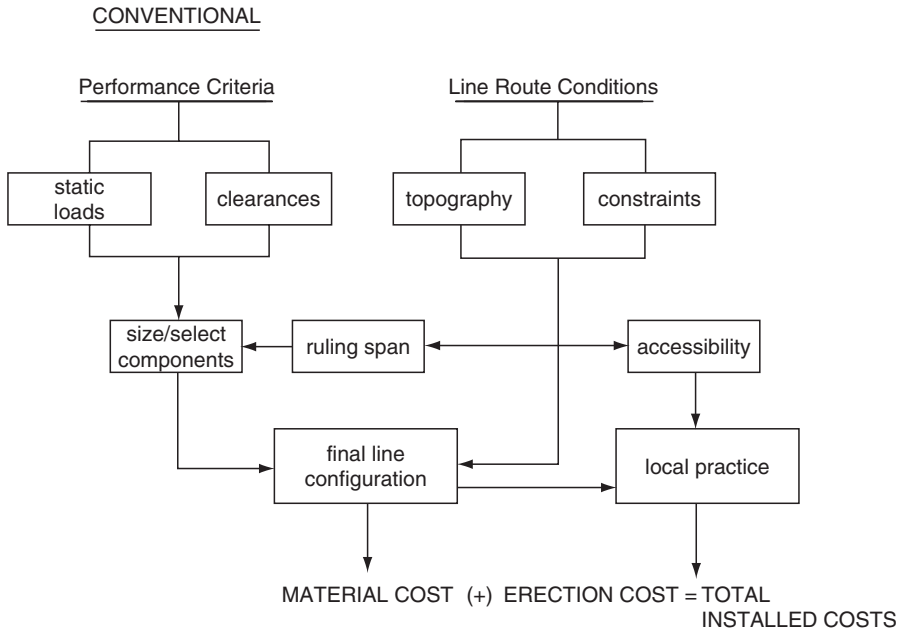 CONVENTIONAL
Performance Criteria
Line Route Conditions
static
loads
clearances
topography
constraints
size/select
components
ruling span
accessibility
final line
configuration
local practice
MATERIAL COST (+) ERECTION COST = TOTAL
INSTALLED COSTS